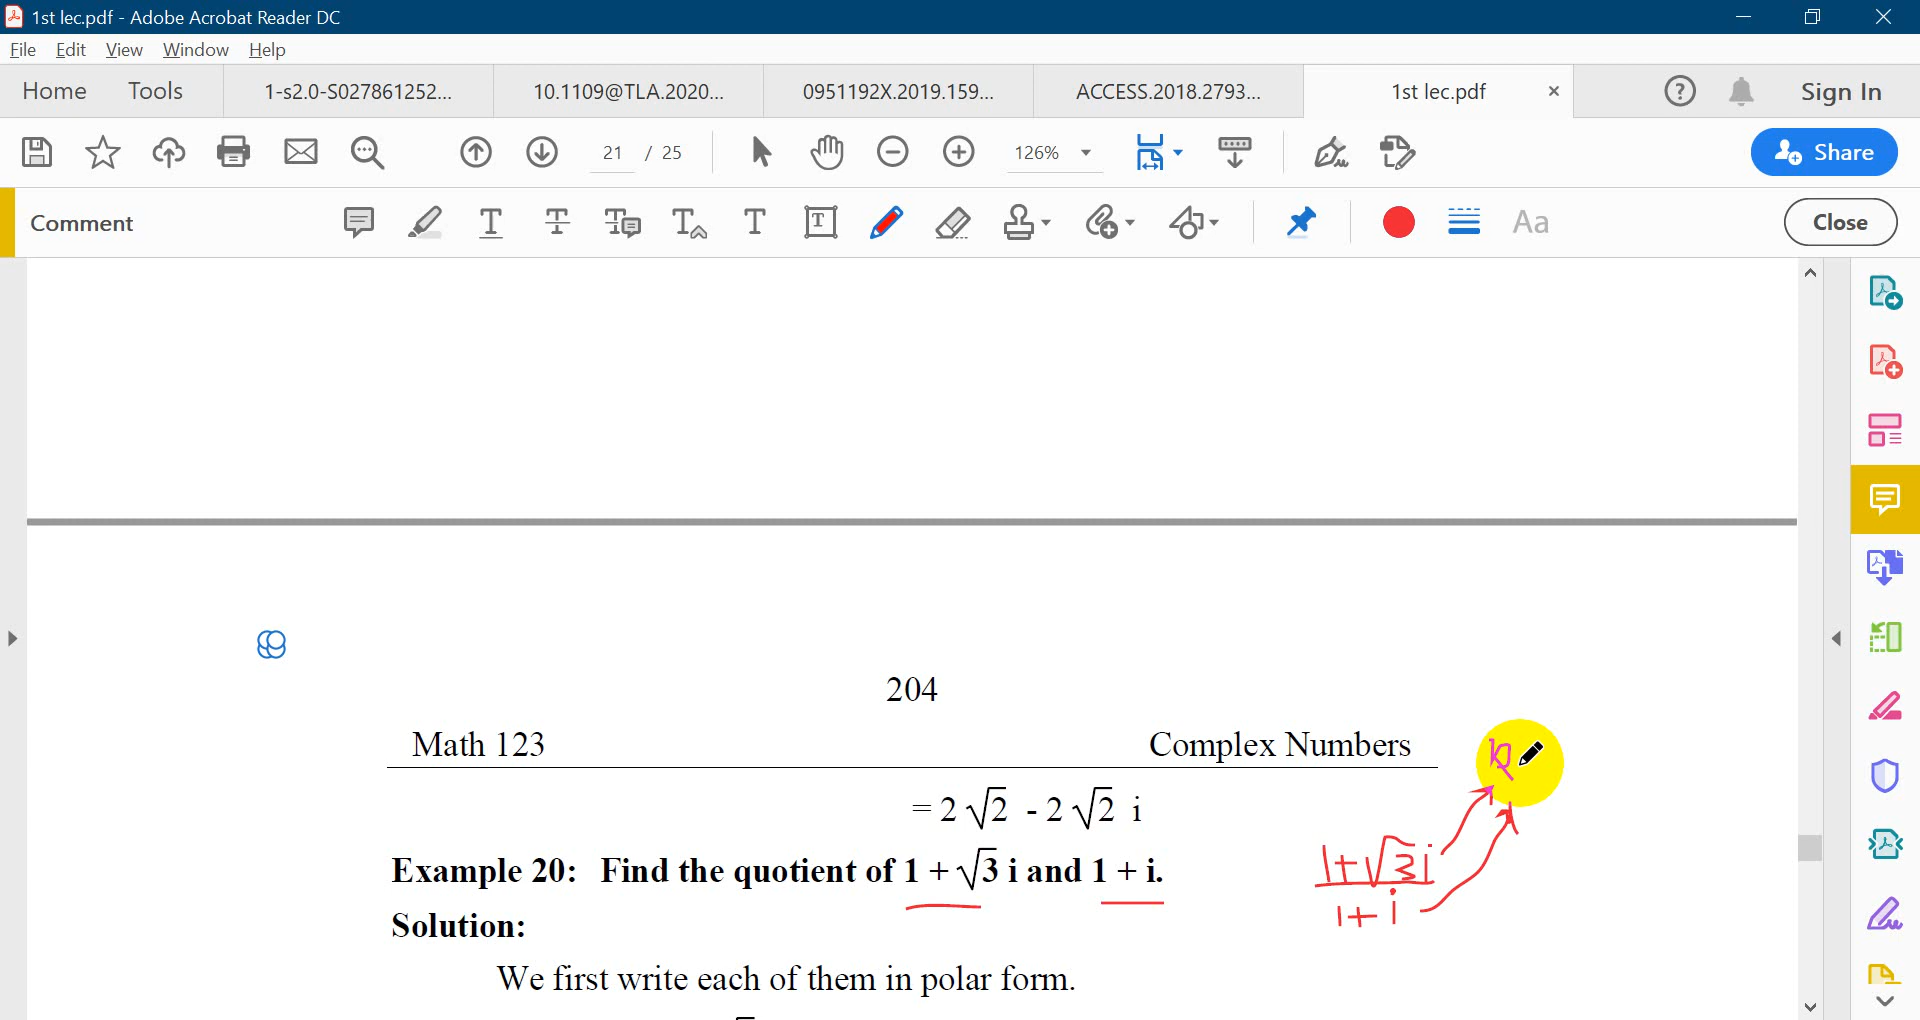 1st lec.pdf - Adobe Acrobat Reader DC
File Edit View Window Help
Home Tools 1-s2.0-S027861252... 10.1109@TLA.2020... 0951192X.2019.159... ACCESS.2018.2793... 1st lec.pdf × Sign In
21 / 25 126% Share
Comment Aa Close
204
Math 123 Complex Numbers
= 2 √2 - 2 √2 i
Example 20: Find the quotient of 1 + √3 i and 1 + i.
1+√3i
1+i
Solution:
We first write each of them in polar form.